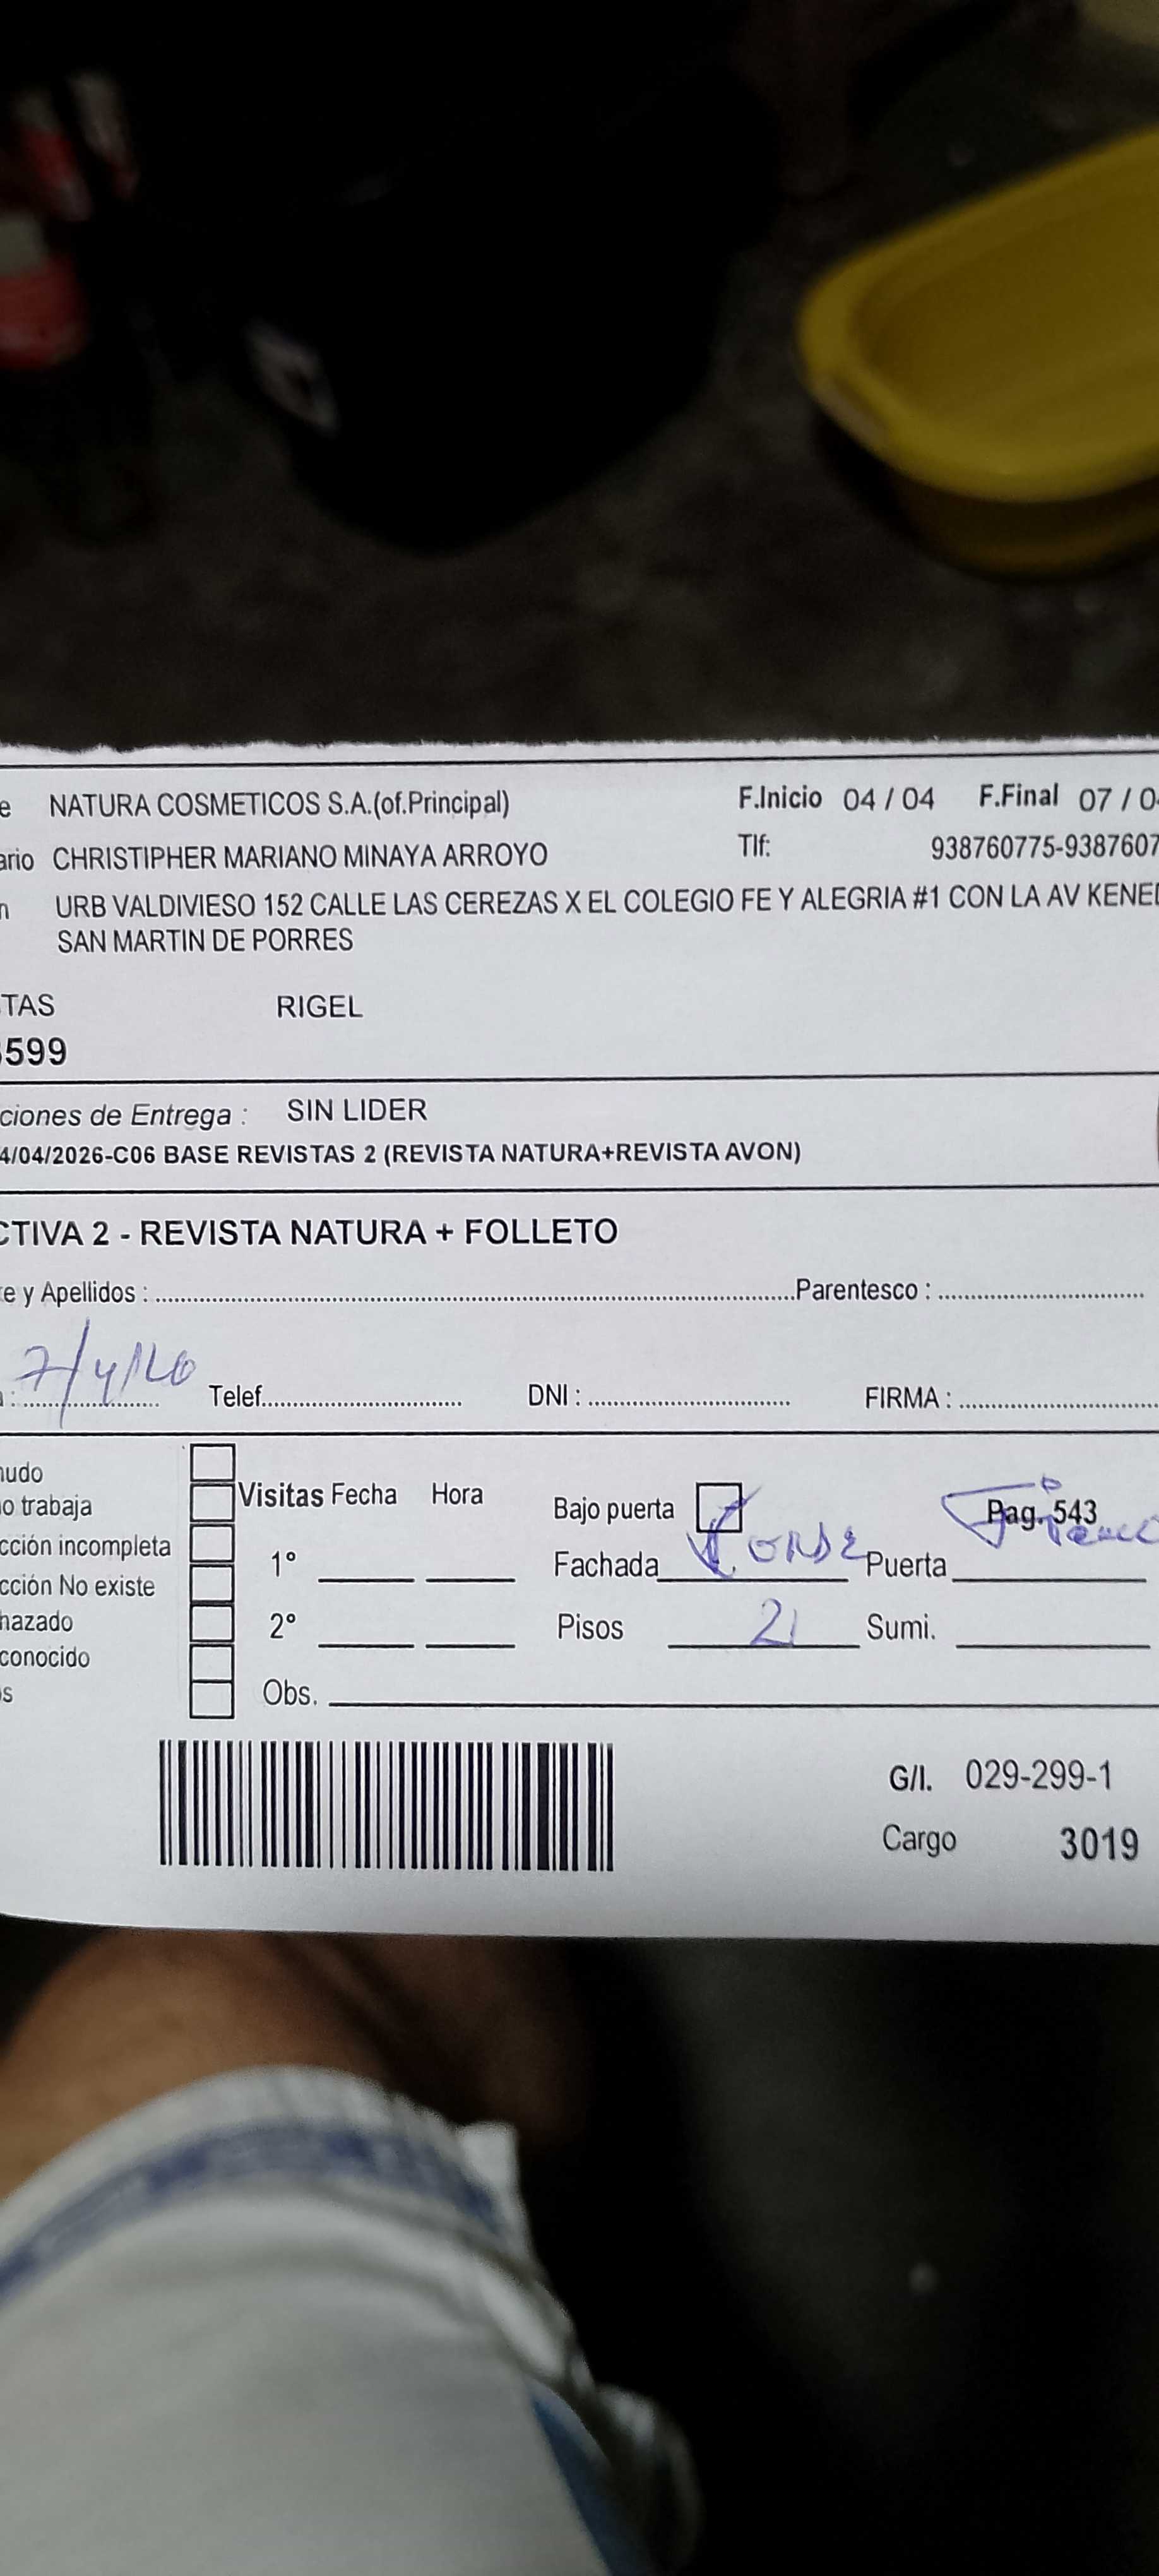 e NATURA COSMETICOS S.A.(of.Principal) F.Inicio 04 / 04 F.Final 07 / 0
ario CHRISTIPHER MARIANO MINAYA ARROYO Tlf: 938760775-9387607
n URB VALDIVIESO 152 CALLE LAS CEREZAS X EL COLEGIO FE Y ALEGRIA #1 CON LA AV KENED
SAN MARTIN DE PORRES
TAS RIGEL
599
ciones de Entrega : SIN LIDER
4/04/2026-C06 BASE REVISTAS 2 (REVISTA NATURA+REVISTA AVON)
CTIVA 2 - REVISTA NATURA + FOLLETO
e y Apellidos : Parentesco :
7/4/26 Telef. DNI : FIRMA :
nudo
o trabaja Visitas Fecha Hora Bajo puerta Pag. 543
cción incompleta 1° Fachada Puerta
cción No existe
hazado 2° Pisos 2 Sumi.
conocido
s Obs.
G/I. 029-299-1
Cargo 3019